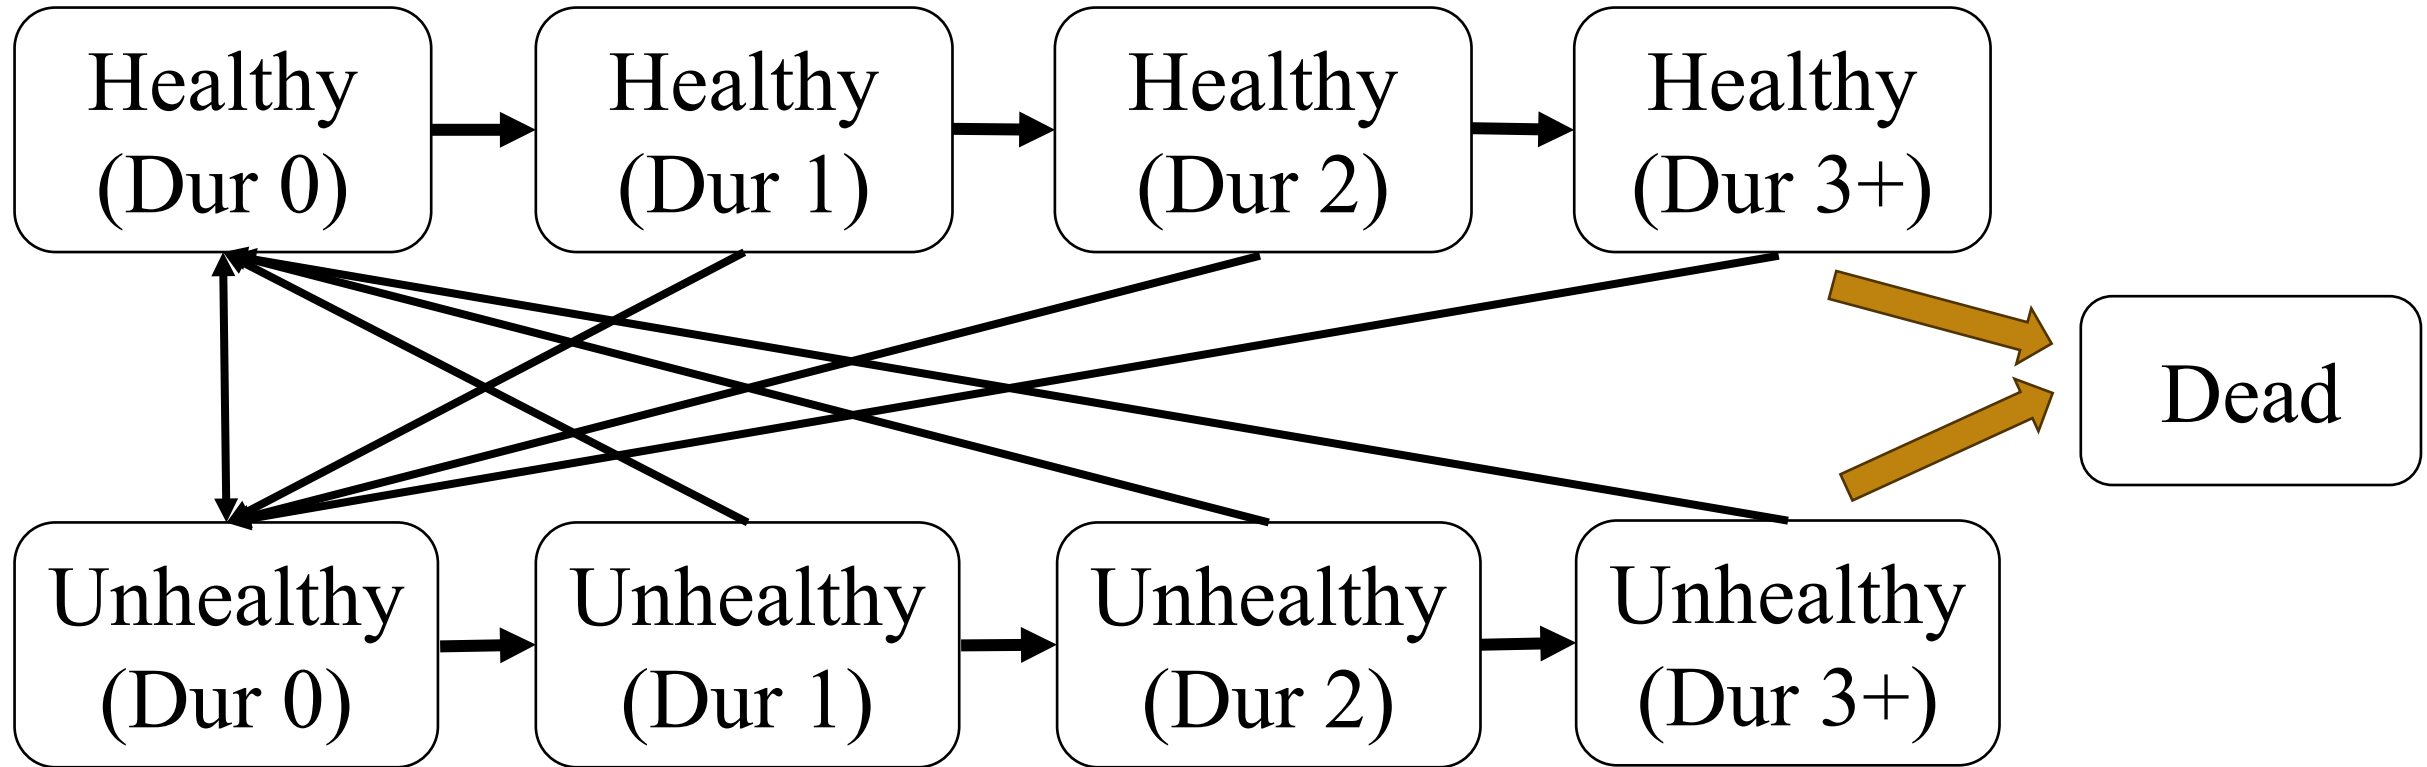 Healthy
(Dur 0)
Healthy
(Dur 1)
Healthy
(Dur 2)
Healthy
(Dur 3+)
Dead
Unhealthy
(Dur 0)
Unhealthy
(Dur 1)
Unhealthy
(Dur 2)
Unhealthy
(Dur 3+)